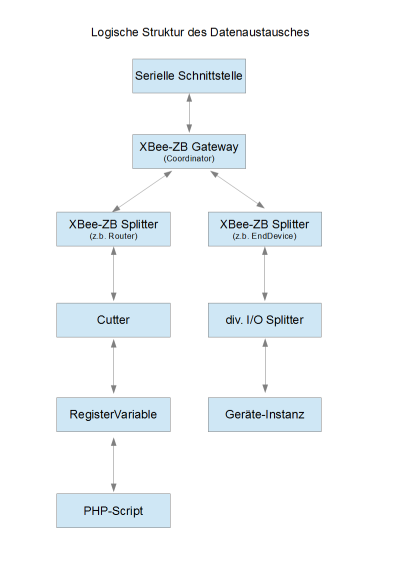 Logische Struktur des Datenaustausches
Serielle Schnittstelle
XBee-ZB Gateway
(Coordinator)
XBee-ZB Splitter
(z.b. Router)
XBee-ZB Splitter
(z.b. EndDevice)
Cutter
div. I/O Splitter
RegisterVariable
Geräte-Instanz
PHP-Script